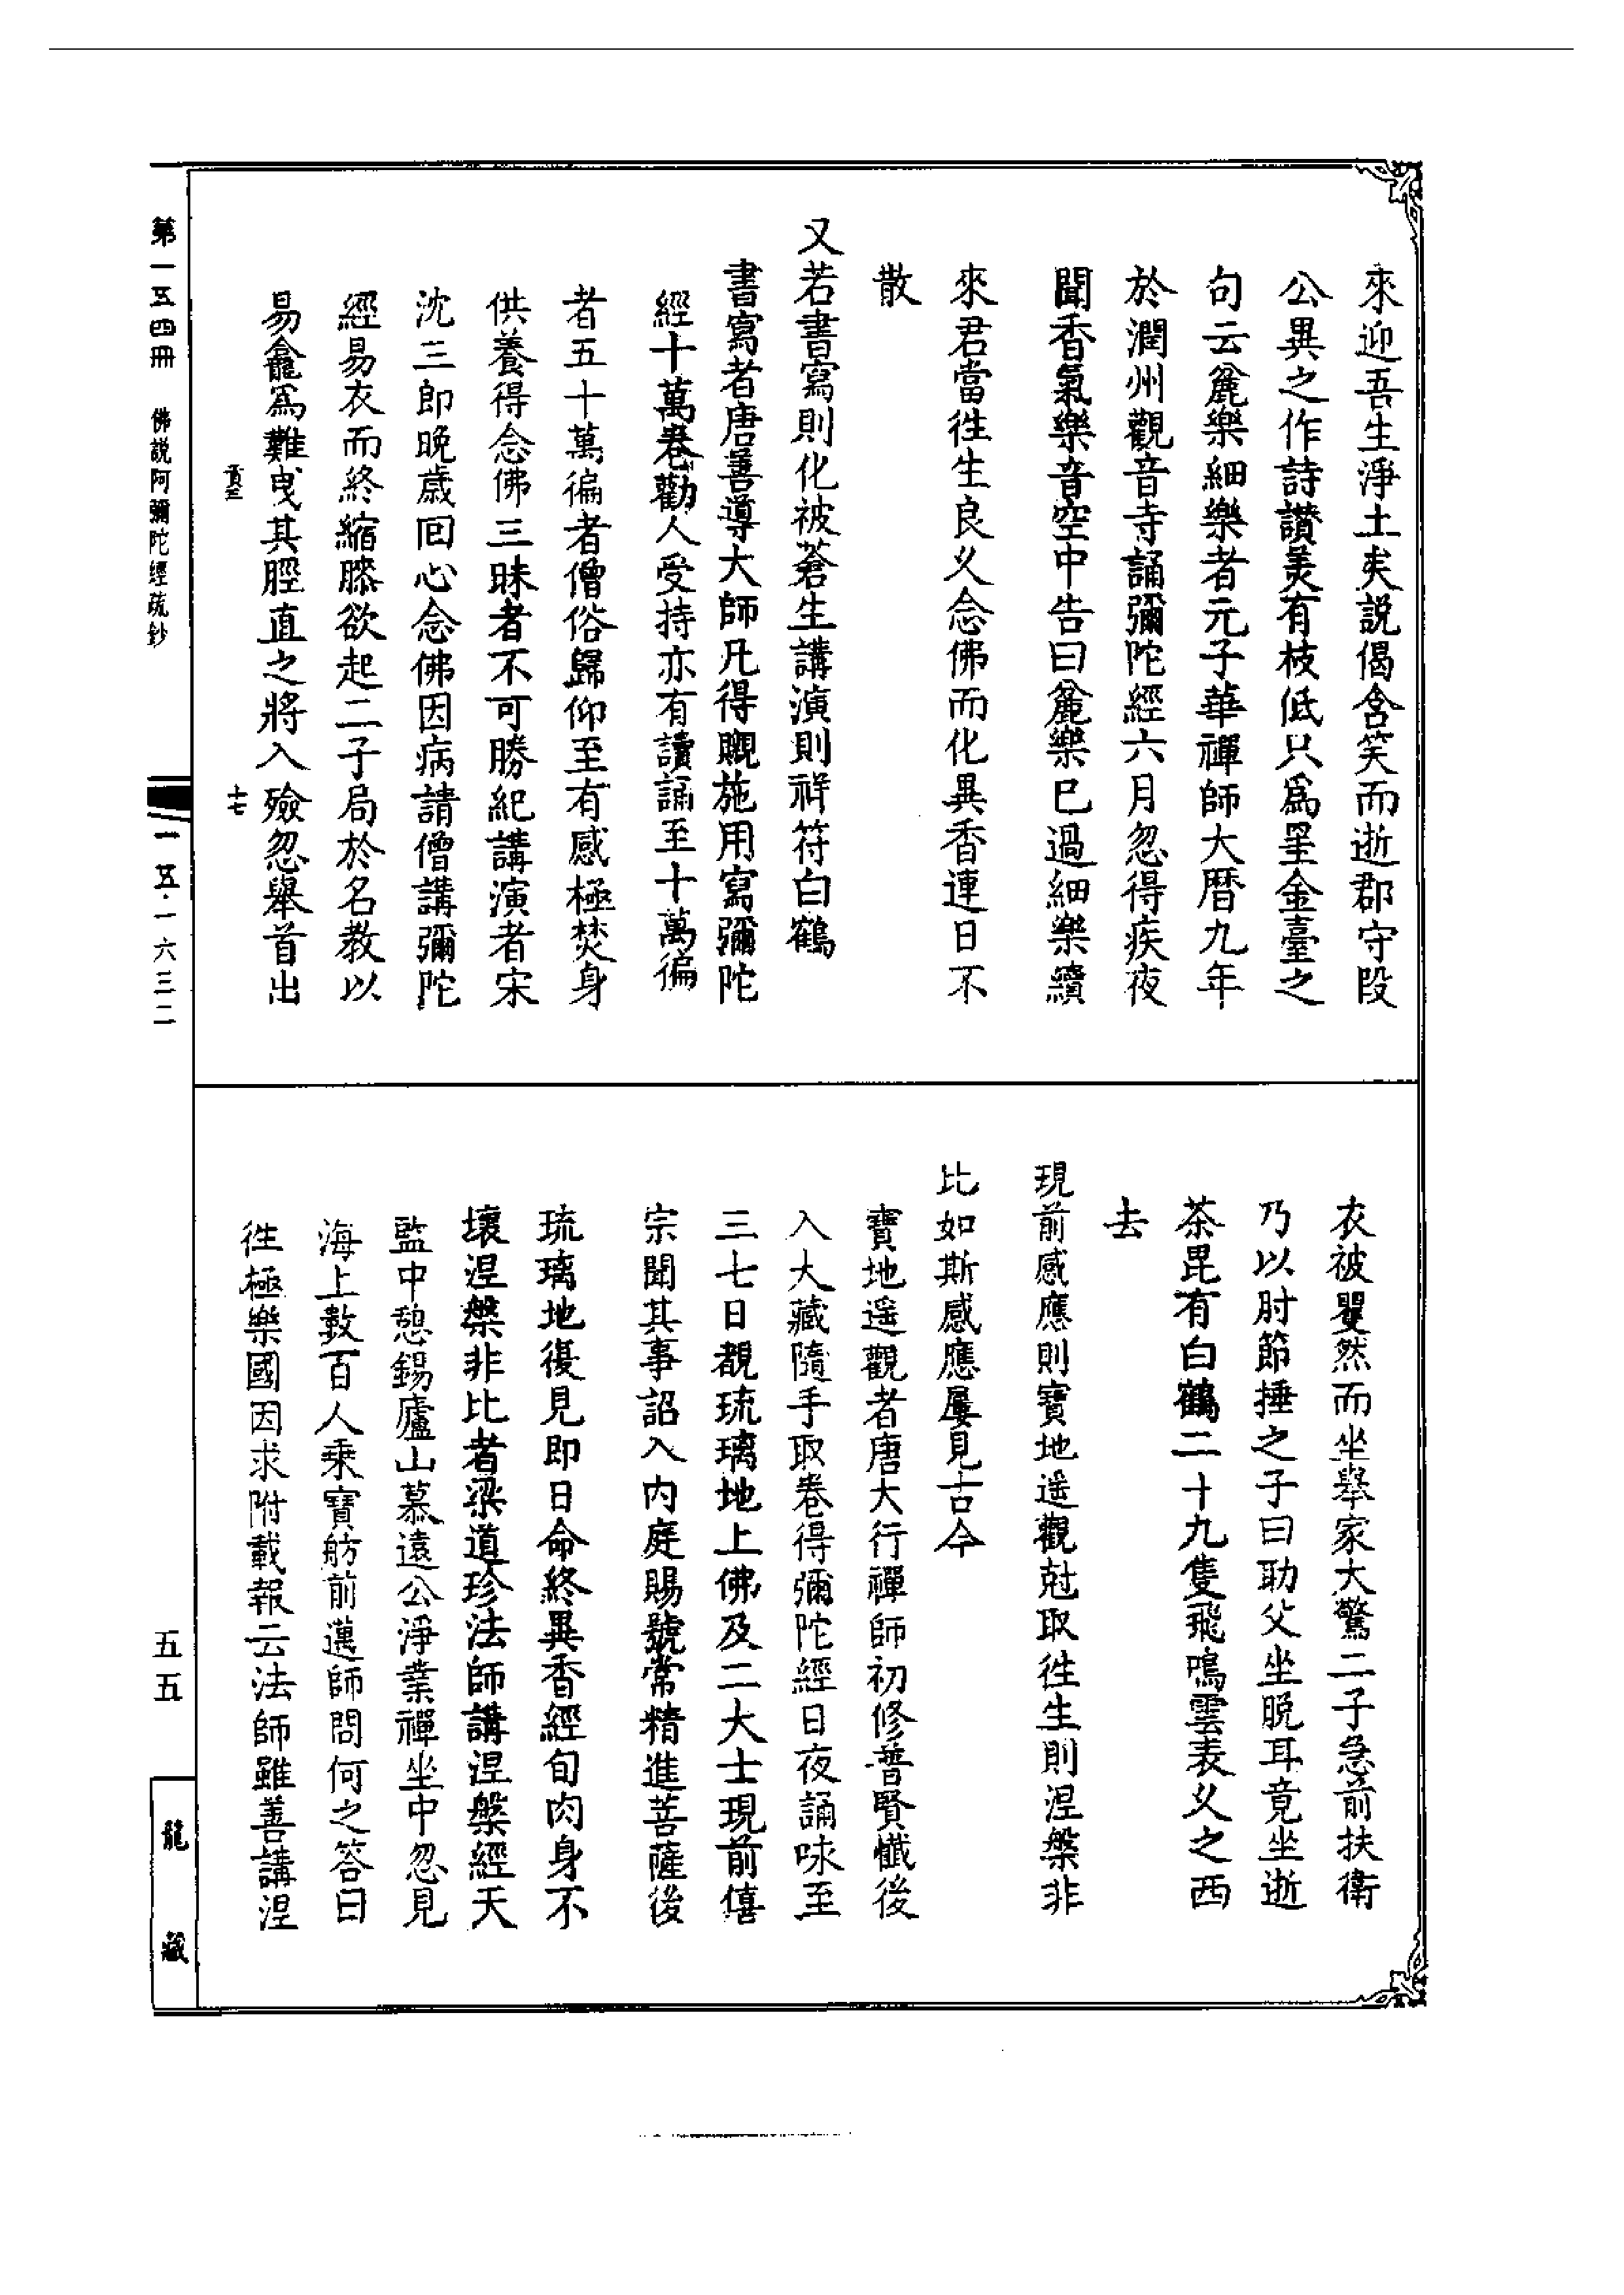 來迎吾生淨土矣説偈含笑而逝郡守段
公異之作詩讃羙有枝低只爲㘽金臺之
句云麄樂細樂者元子華禪師大曆九年
於潤州觀音寺誦彌陀經六月忽得疾夜
聞香氣樂音空中告曰麄樂已過細樂續
來君當徃生良乆念佛而化異香連日不
散
又若書寫則化被蒼生講演則祥符白鶴
書寫者唐善導大師凡得䞋施用寫彌陀
經十萬卷勸人受持亦有讀誦至十萬徧
者五十萬徧者僧俗歸仰至有感極焚身
供養得念佛三昧者不可勝紀講演者宋
沈三郎晚歲回心念佛因病請僧講彌陀
經易衣而終縮膝欲起二子局於名教以
易龕爲難曵其脛直之將入殮忽舉首出
衣被瞿然而坐舉家大驚二子急前扶衛
乃以肘節捶之子曰助父坐脱耳竟坐逝
茶毘有白鶴二十九隻飛鳴雲表乆之西
去
現前感應則寶地遥觀尅取徃生則涅槃非
比如斯感應屢見古今
寶地遥觀者唐大行禪師初修普賢懺後
入大藏隨手取卷得彌陀經日夜誦味至
三七日覩琉璃地上佛及二大士現前僖
宗聞其事詔入内庭賜號常精進菩薩後
琉璃地復見即日命終異香經旬肉身不
壞涅槃非比者梁道珍法師講涅槃經天
監中憩錫廬山慕遠公淨業禪坐中忽見
海上數百人乘寶舫前邁師問何之答曰
徃極樂國因求附載報云法師雖善講涅
貢三
十七
第一五四冊 佛説阿彌陀經疏鈔
一五·一六三二
五五
龍藏